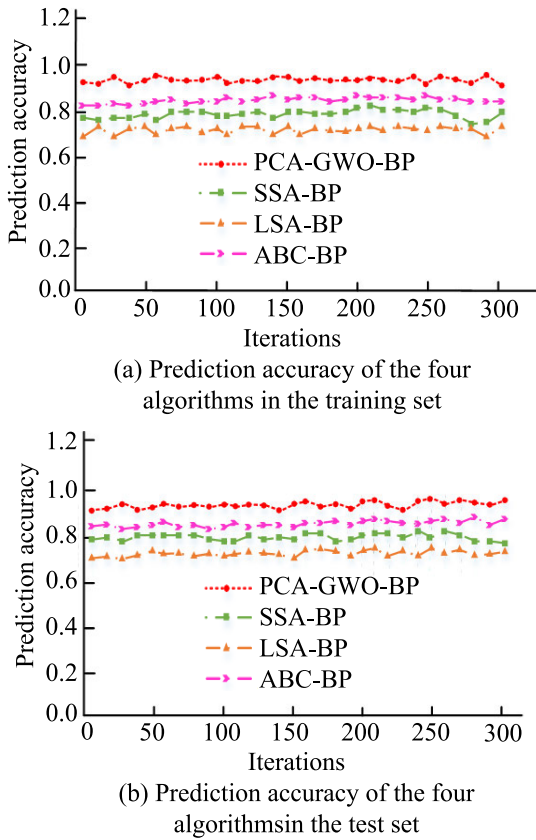 Prediction accuracy
1.2
1.0
0.8
0.6
0.4
0.2
0.0
PCA-GWO-BP
SSA-BP
LSA-BP
ABC-BP
0 50 100 150 200 250 300
Iterations
(a) Prediction accuracy of the four
algorithms in the training set
Prediction accuracy
1.2
1.0
0.8
0.6
0.4
0.2
0.0
PCA-GWO-BP
SSA-BP
LSA-BP
ABC-BP
0 50 100 150 200 250 300
Iterations
(b) Prediction accuracy of the four
algorithmsin the test set